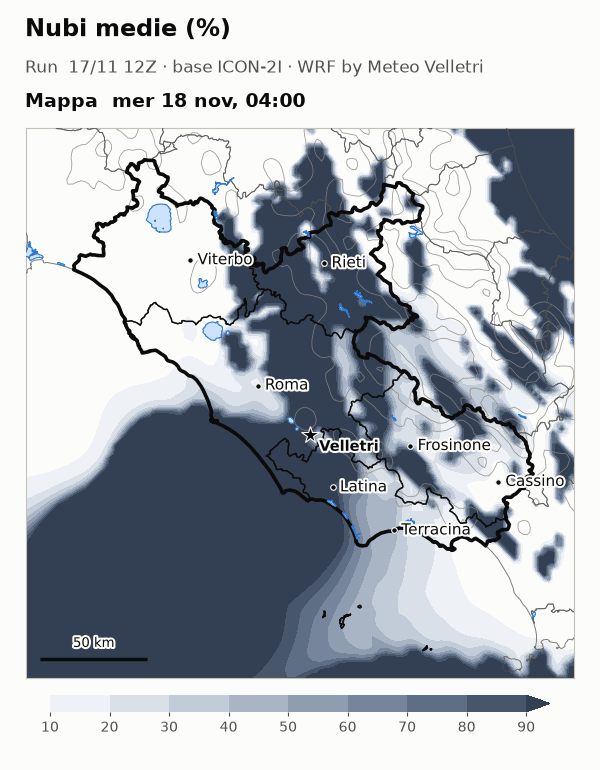 Nubi medie (%)
Run 17/11 12Z · base ICON-2I · WRF by Meteo Velletri
Mappa mer 18 nov, 04:00
Viterbo
Rieti
Roma
Velletri
Frosinone
Latina
Cassino
Terracina
50 km
10 20 30 40 50 60 70 80 90